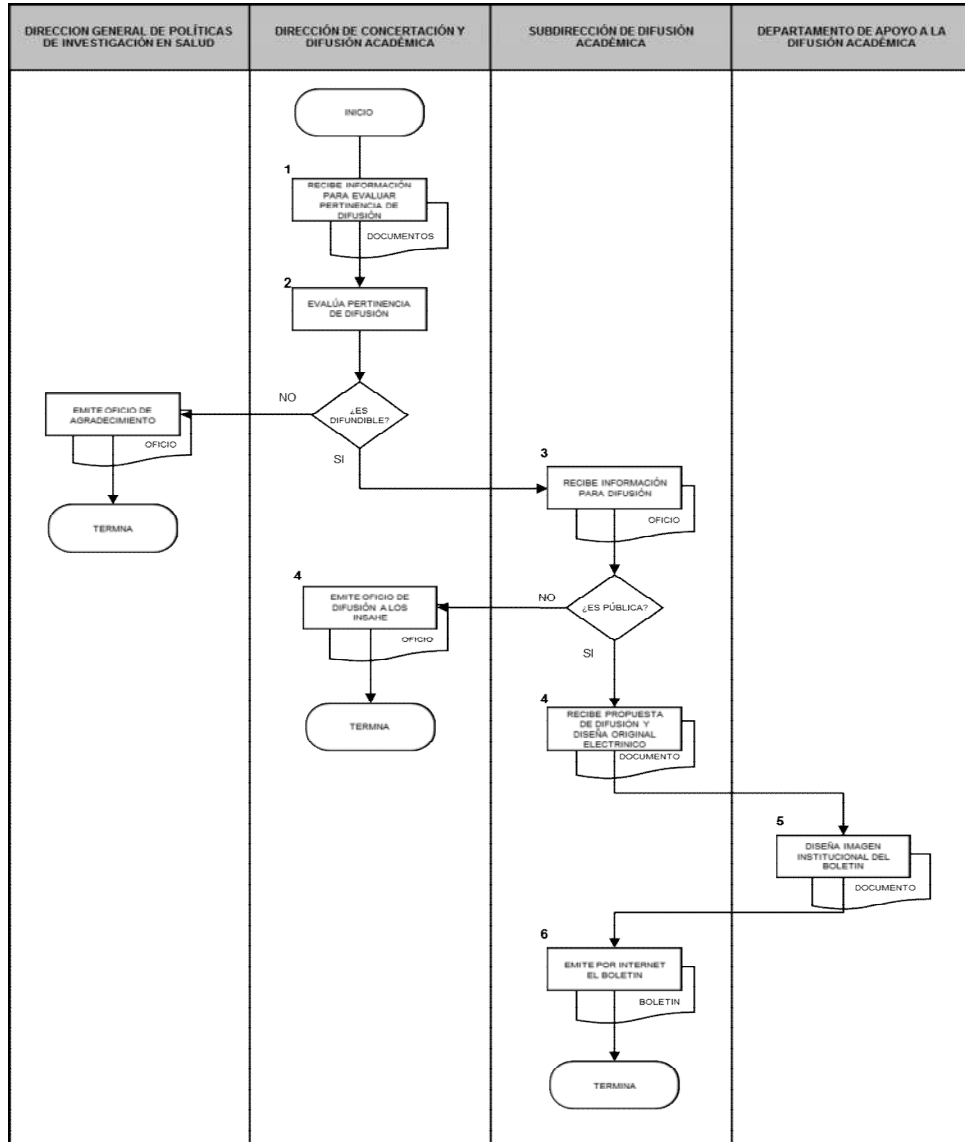 DIRECCION GENERAL DE POLÍTICAS
DE INVESTIGACIÓN EN SALUD
DIRECCIÓN DE CONCERTACIÓN Y
DIFUSIÓN ACADÉMICA
SUBDIRECCIÓN DE DIFUSIÓN
ACADÉMICA
DEPARTAMENTO DE APOYO A LA
DIFUSIÓN ACADÉMICA
INICIO
1
RECIBE INFORMACIÓN
PARA EVALUAR
PERTINENCIA DE
DIFUSIÓN
DOCUMENTOS
2
EVALÚA PERTINENCIA
DE DIFUSIÓN
¿ES
DIFUNDIBLE?
NO
EMITE OFICIO DE
AGRADECIMIENTO
OFICIO
TERMNA
SI
3
RECIBE INFORMACIÓN
PARA DIFUSIÓN
OFICIO
¿ES PÚBLICA?
NO
4
EMITE OFICIO DE
DIFUSIÓN A LOS
INSAHE
OFICIO
TERMNA
SI
4
RECIBE PROPUESTA
DE DIFUSIÓN Y
DISEÑA ORIGINAL
ELECTRINICO
DOCUMENTO
5
DISEÑA IMAGEN
INSTITUCIONAL DEL
BOLETIN
DOCUMENTO
6
EMITE POR INTERNET
EL BOLETIN
BOLETIN
TERMINA